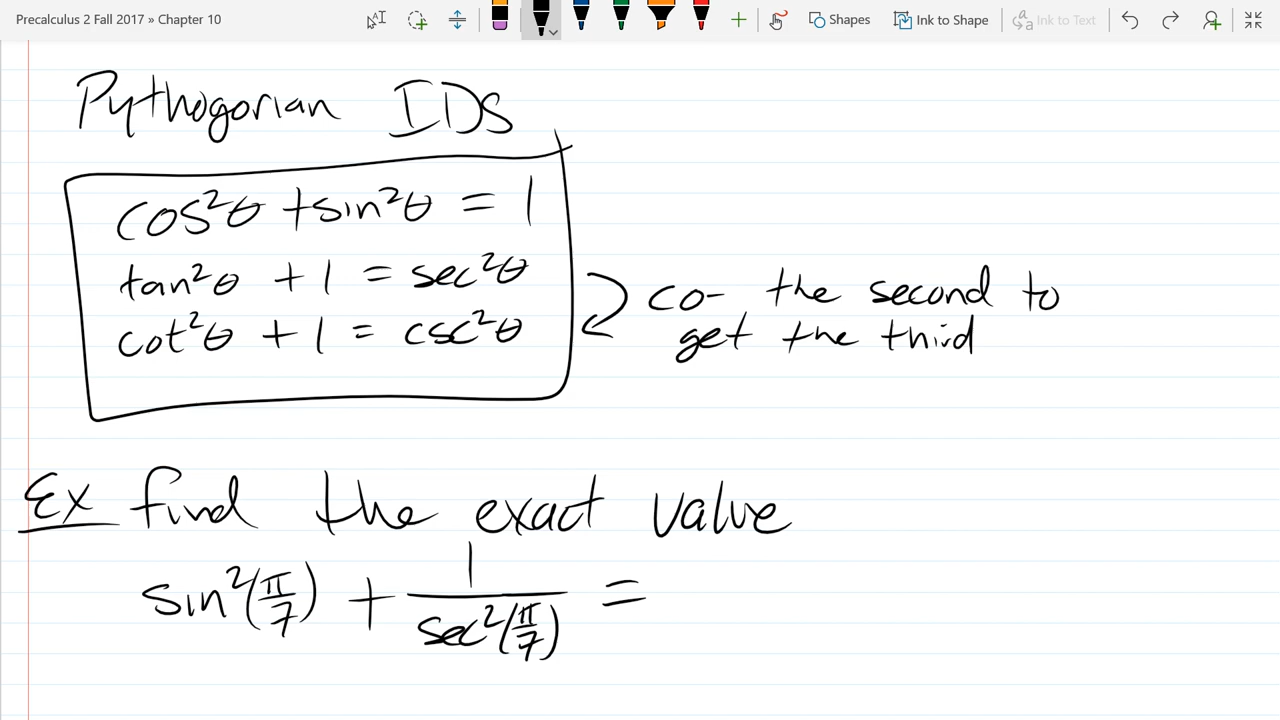 Precalculus 2 Fall 2017 » Chapter 10
Shapes
Ink to Shape
Ink to Text
Pythogorian IDS
cos²θ + sin²θ = 1
tan²θ + 1 = sec²θ
cot²θ + 1 = csc²θ
co- the second to
get the third
Ex find the exact value
sin²(π/7) + 1/sec²(π/7) =